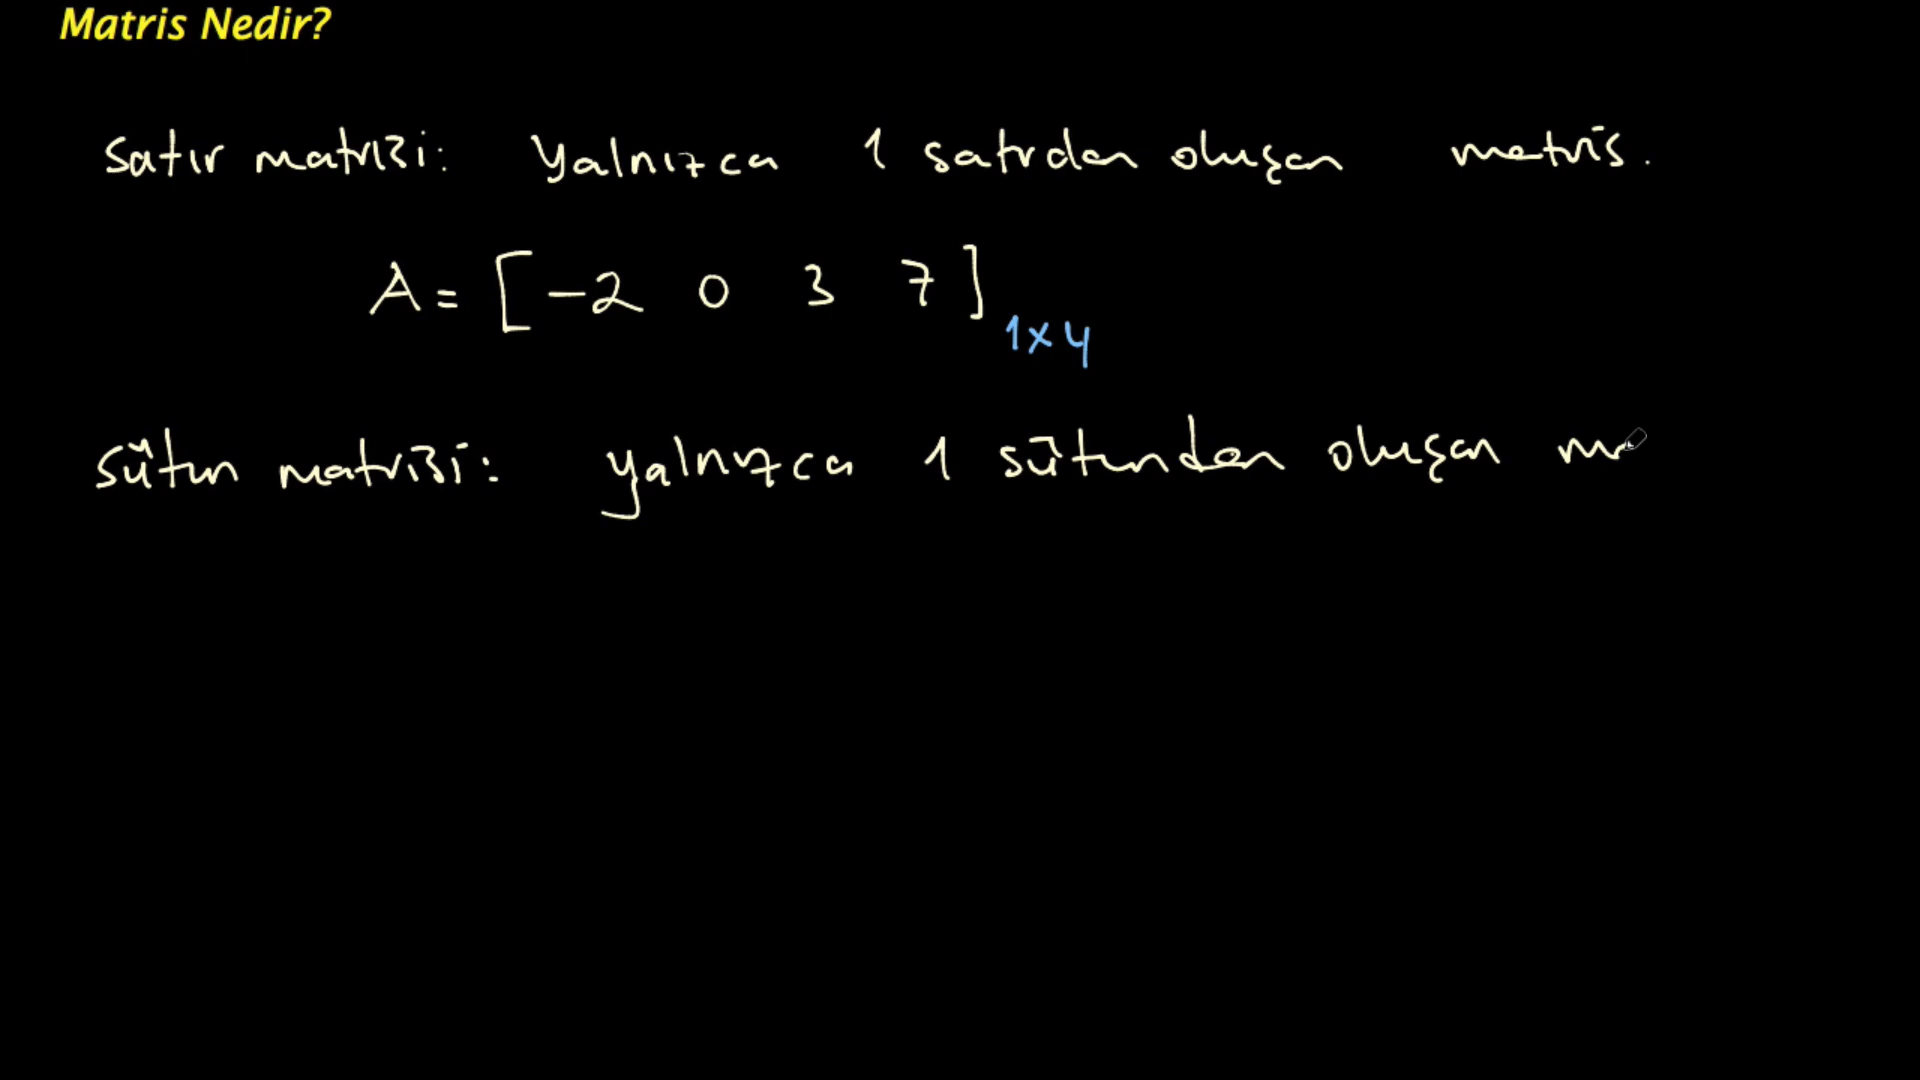 Matris Nedir?
Satır matrisi: Yalnızca 1 satırdan oluşan matris.
A = [ -2 0 3 7 ] 1x4
Sütun matrisi: yalnızca 1 sütundan oluşan ma